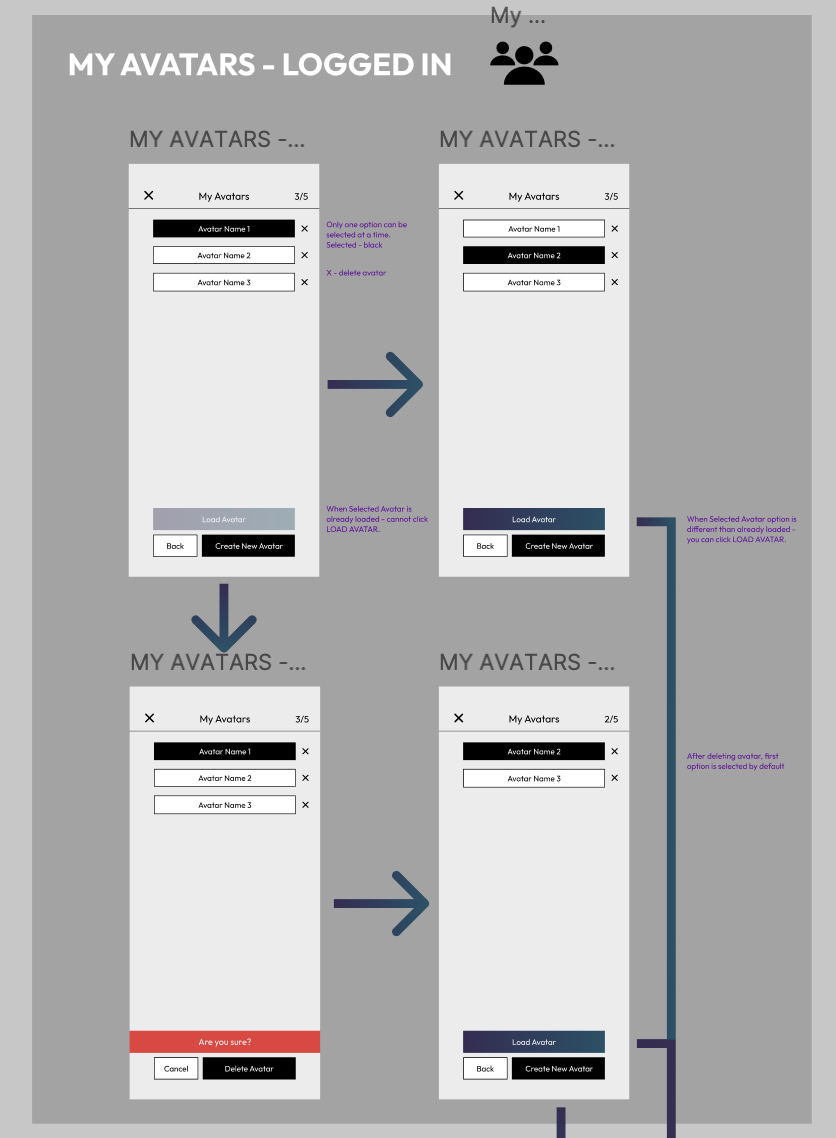 My ...
MY AVATARS - LOGGED IN
MY AVATARS -...
My Avatars
3/5
Avatar Name 1
Avatar Name 2
Avatar Name 3
Only one option can be
selected at a time.
Selected - black
X - delete avatar
Load Avatar
Back
Create New Avatar
When Selected Avatar is
already loaded - cannot click
LOAD AVATAR.
MY AVATARS -...
My Avatars
3/5
Avatar Name 1
Avatar Name 2
Avatar Name 3
Load Avatar
Back
Create New Avatar
When Selected Avatar option is
different than already loaded -
you can click LOAD AVATAR.
MY AVATARS -...
My Avatars
3/5
Avatar Name 1
Avatar Name 2
Avatar Name 3
Are you sure?
Cancel
Delete Avatar
MY AVATARS -...
My Avatars
2/5
Avatar Name 2
Avatar Name 3
After deleting avatar, first
option is selected by default
Load Avatar
Back
Create New Avatar